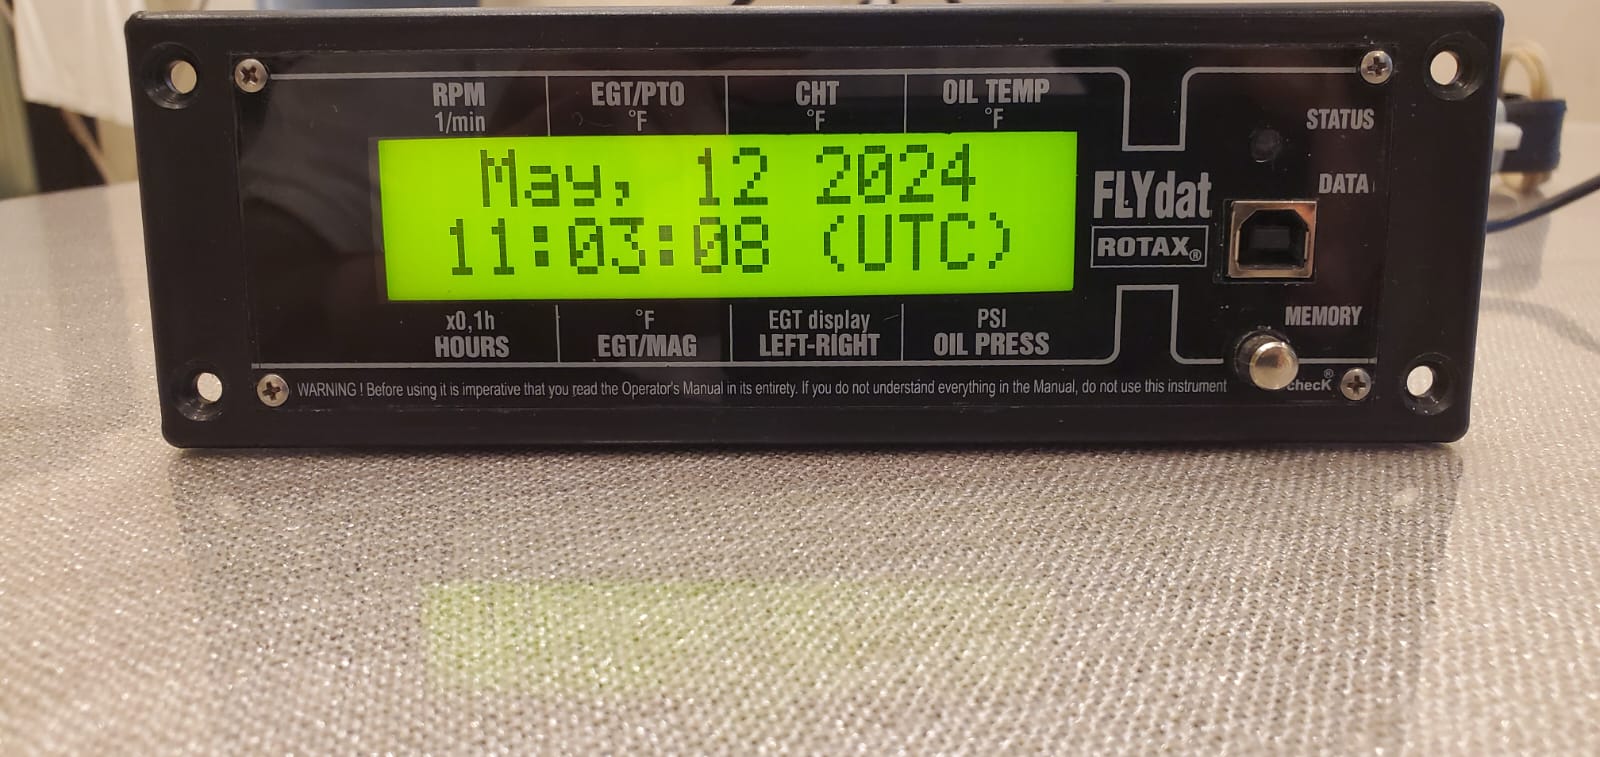 RPM EGT/PTO CHT OIL TEMP
1/min °F °F °F
STATUS
May, 12 2024
11:03:08 (UTC)
DATA
FLYdat
ROTAX®
x0,1h °F EGT display PSI
HOURS EGT/MAG LEFT-RIGHT OIL PRESS
MEMORY
WARNING ! Before using it is imperative that you read the Operator's Manual in its entirety. If you do not understand everything in the Manual, do not use this instrument
®